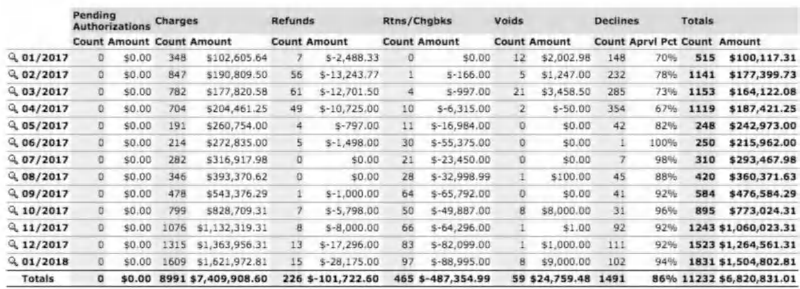 Pending Authorizations Charges Refunds Rtns/Chgbks Voids Declines Totals
Count Amount Count Amount Count Amount Count Amount Count Amount Count Aprvl Pct Count Amount
01/2017 0 $0.00 348 $102,605.64 7 $-2,488.33 0 $0.00 12 $2,002.98 148 70% 515 $100,117.31
02/2017 0 $0.00 847 $190,809.50 56 $-13,243.77 1 $-166.00 5 $1,247.00 232 78% 1141 $177,399.73
03/2017 0 $0.00 782 $177,820.58 61 $-12,701.50 4 $-997.00 21 $3,458.50 285 73% 1153 $164,122.08
04/2017 0 $0.00 704 $204,461.25 49 $-10,725.00 10 $-6,315.00 2 $-50.00 354 67% 1119 $187,421.25
05/2017 0 $0.00 191 $260,754.00 4 $-797.00 11 $-16,984.00 0 $0.00 42 82% 248 $242,973.00
06/2017 0 $0.00 214 $272,835.00 5 $-1,498.00 30 $-55,375.00 0 $0.00 1 100% 250 $215,962.00
07/2017 0 $0.00 282 $316,917.98 0 $0.00 21 $-23,450.00 0 $0.00 7 98% 310 $293,467.98
08/2017 0 $0.00 346 $393,370.62 0 $0.00 28 $-32,998.99 1 $100.00 45 88% 420 $360,371.63
09/2017 0 $0.00 478 $543,376.29 1 $-1,000.00 64 $-65,792.00 0 $0.00 41 92% 584 $476,584.29
10/2017 0 $0.00 799 $828,709.31 7 $-5,798.00 50 $-49,887.00 8 $8,000.00 31 96% 895 $773,024.31
11/2017 0 $0.00 1076 $1,132,319.31 8 $-8,000.00 66 $-64,296.00 1 $1.00 92 92% 1243 $1,060,023.31
12/2017 0 $0.00 1315 $1,363,956.31 13 $-17,296.00 83 $-82,099.00 1 $1,000.00 111 92% 1523 $1,264,561.31
01/2018 0 $0.00 1609 $1,621,972.81 15 $-28,175.00 97 $-88,995.00 8 $9,000.00 102 94% 1831 $1,504,802.81
Totals 0 $0.00 8991 $7,409,908.60 226 $-101,722.60 465 $-487,354.99 59 $24,759.48 1491 86% 11232 $6,820,831.01